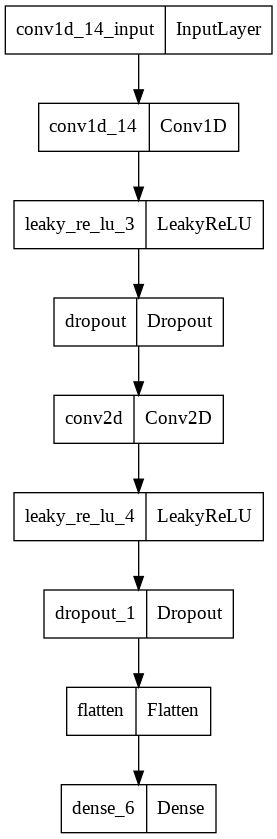 conv1d_14_input InputLayer
conv1d_14 Conv1D
leaky_re_lu_3 LeakyReLU
dropout Dropout
conv2d Conv2D
leaky_re_lu_4 LeakyReLU
dropout_1 Dropout
flatten Flatten
dense_6 Dense